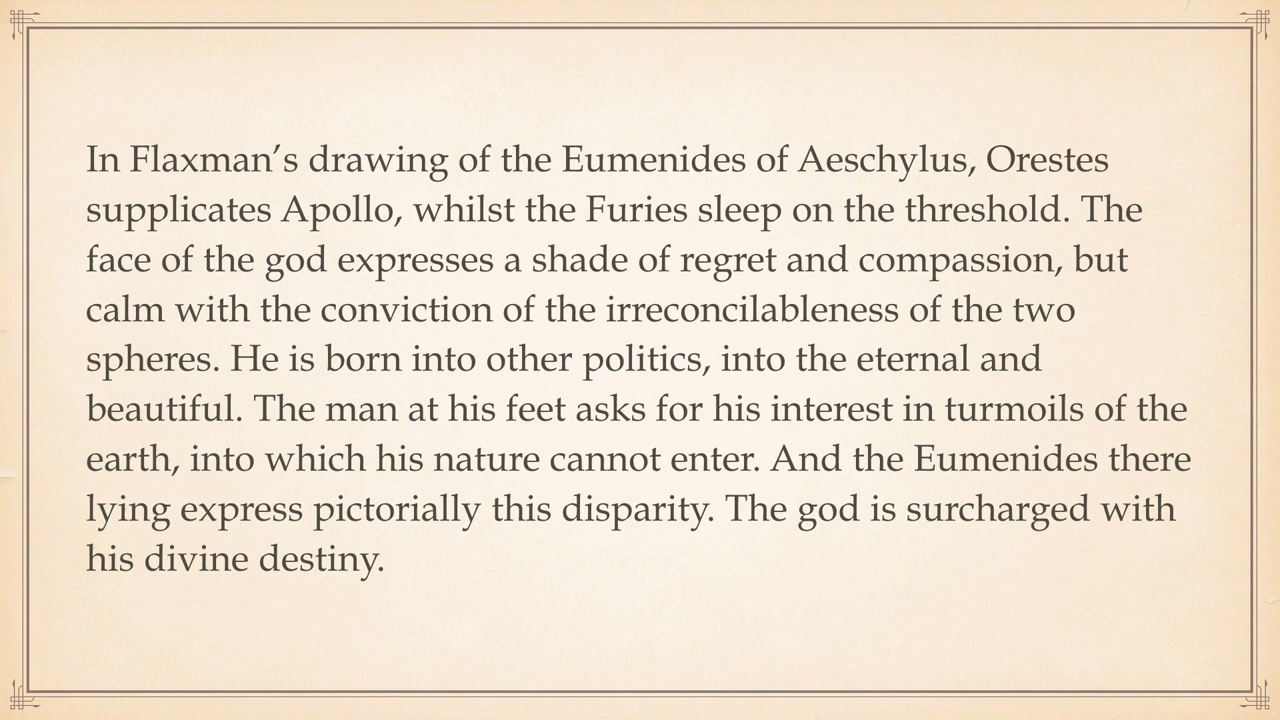 In Flaxman’s drawing of the Eumenides of Aeschylus, Orestes
supplicates Apollo, whilst the Furies sleep on the threshold. The
face of the god expresses a shade of regret and compassion, but
calm with the conviction of the irreconcilableness of the two
spheres. He is born into other politics, into the eternal and
beautiful. The man at his feet asks for his interest in turmoils of the
earth, into which his nature cannot enter. And the Eumenides there
lying express pictorially this disparity. The god is surcharged with
his divine destiny.